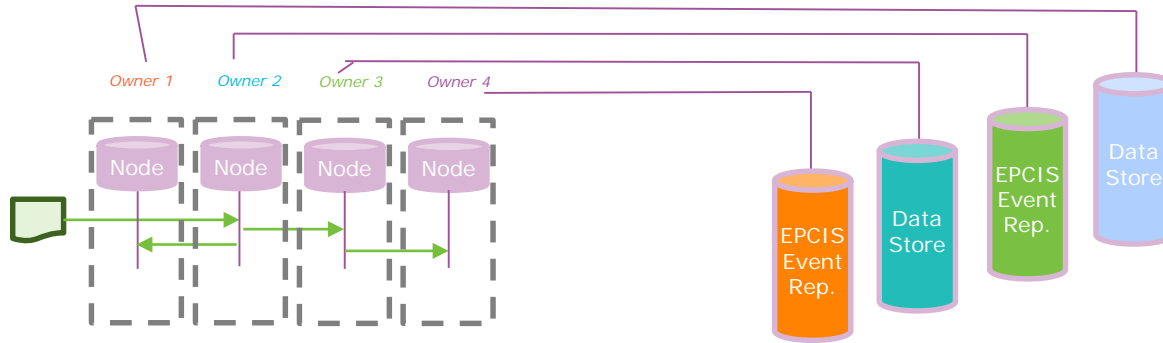 Owner 1
Owner 2
Owner 3
Owner 4
Node
Node
Node
Node
EPCIS
Event
Rep.
Data
Store
EPCIS
Event
Rep.
Data
Store